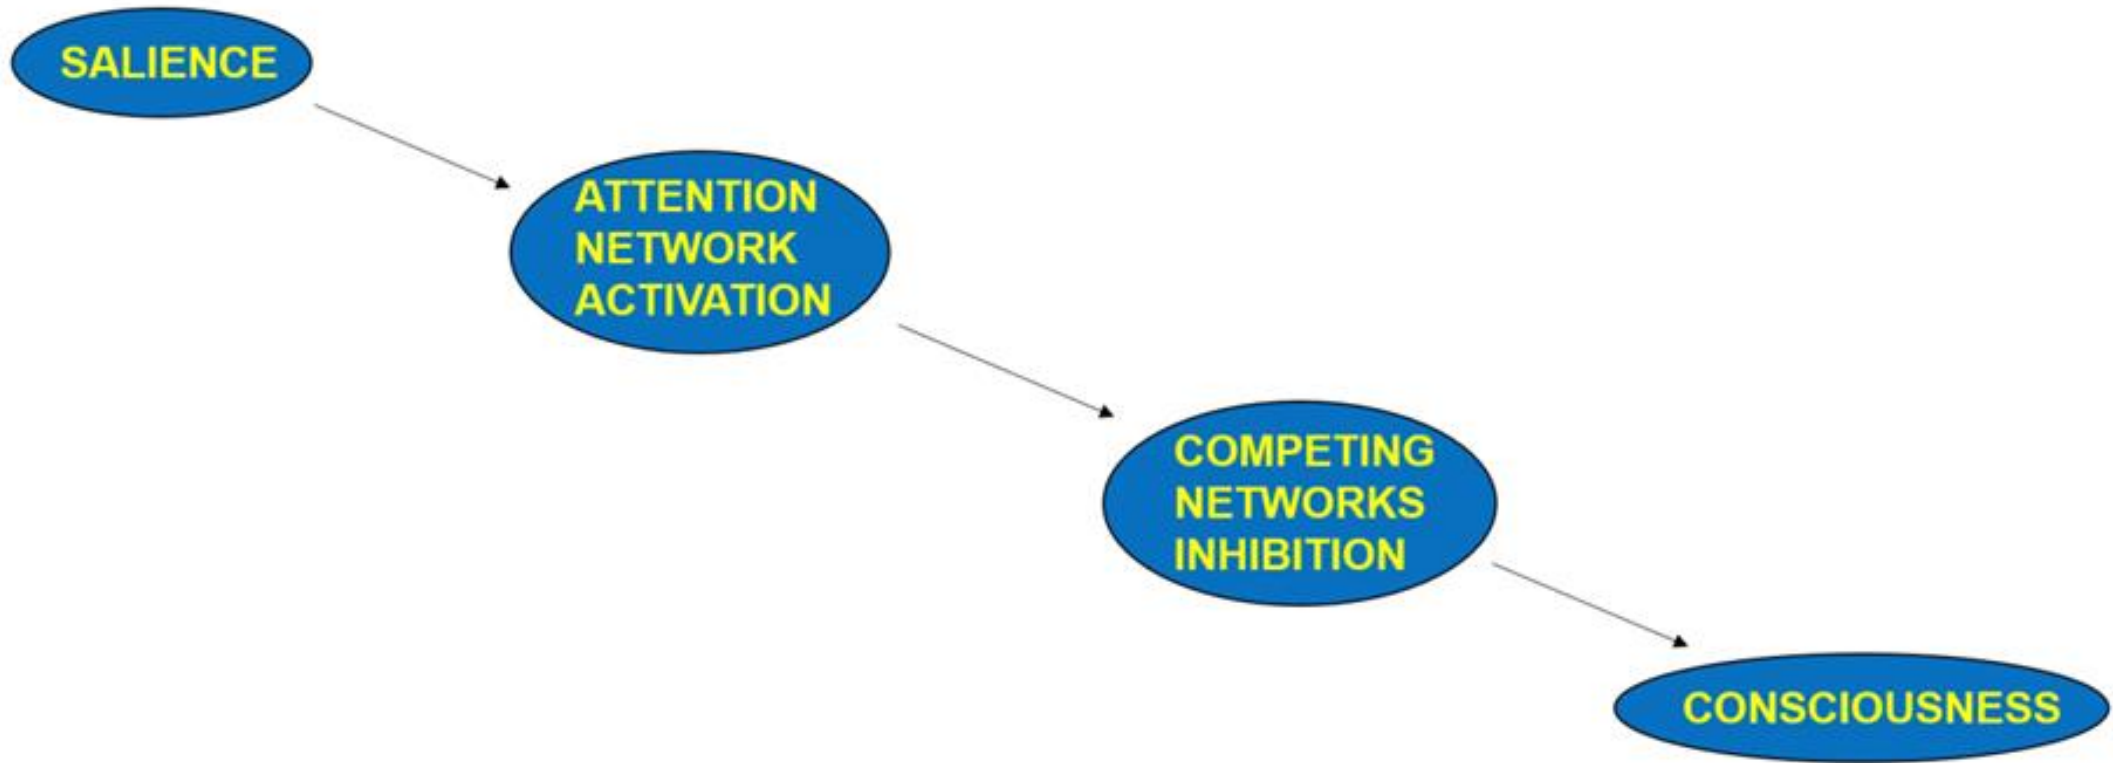 SALIENCE
ATTENTION
NETWORK
ACTIVATION
COMPETING
NETWORKS
INHIBITION
CONSCIOUSNESS